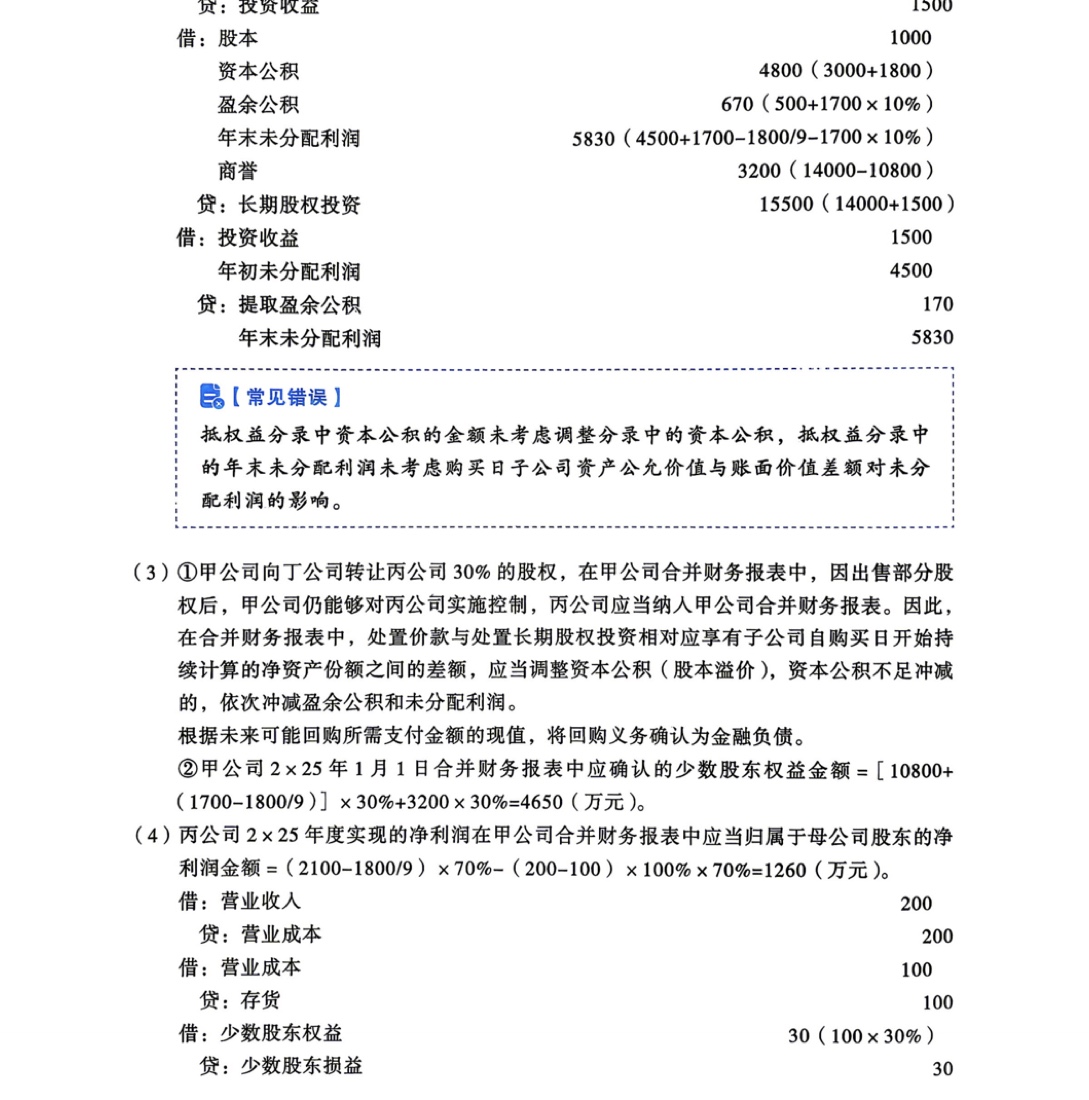 贷：投资收益 1500
借：股本 1000
资本公积 4800（3000+1800）
盈余公积 670（500+1700×10%）
年末未分配利润 5830（4500+1700-1800/9-1700×10%）
商誉 3200（14000-10800）
贷：长期股权投资 15500（14000+1500）
借：投资收益 1500
年初未分配利润 4500
贷：提取盈余公积 170
年末未分配利润 5830
【常见错误】
抵权益分录中资本公积的金额未考虑调整分录中的资本公积，抵权益分录中
的年末未分配利润未考虑购买日子公司资产公允价值与账面价值差额对未分
配利润的影响。
（3）①甲公司向丁公司转让丙公司30%的股权，在甲公司合并财务报表中，因出售部分股
权后，甲公司仍能够对丙公司实施控制，丙公司应当纳入甲公司合并财务报表。因此，
在合并财务报表中，处置价款与处置长期股权投资相对应享有子公司自购买日开始持
续计算的净资产份额之间的差额，应当调整资本公积（股本溢价），资本公积不足冲减
的，依次冲减盈余公积和未分配利润。
根据未来可能回购所需支付金额的现值，将回购义务确认为金融负债。
②甲公司2×25年1月1日合并财务报表中应确认的少数股东权益金额=［10800+
（1700-1800/9）］×30%+3200×30%=4650（万元）。
（4）丙公司2×25年度实现的净利润在甲公司合并财务报表中应当归属于母公司股东的净
利润金额=（2100-1800/9）×70%-（200-100）×100%×70%=1260（万元）。
借：营业收入 200
贷：营业成本 200
借：营业成本 100
贷：存货 100
借：少数股东权益 30（100×30%）
贷：少数股东损益 30